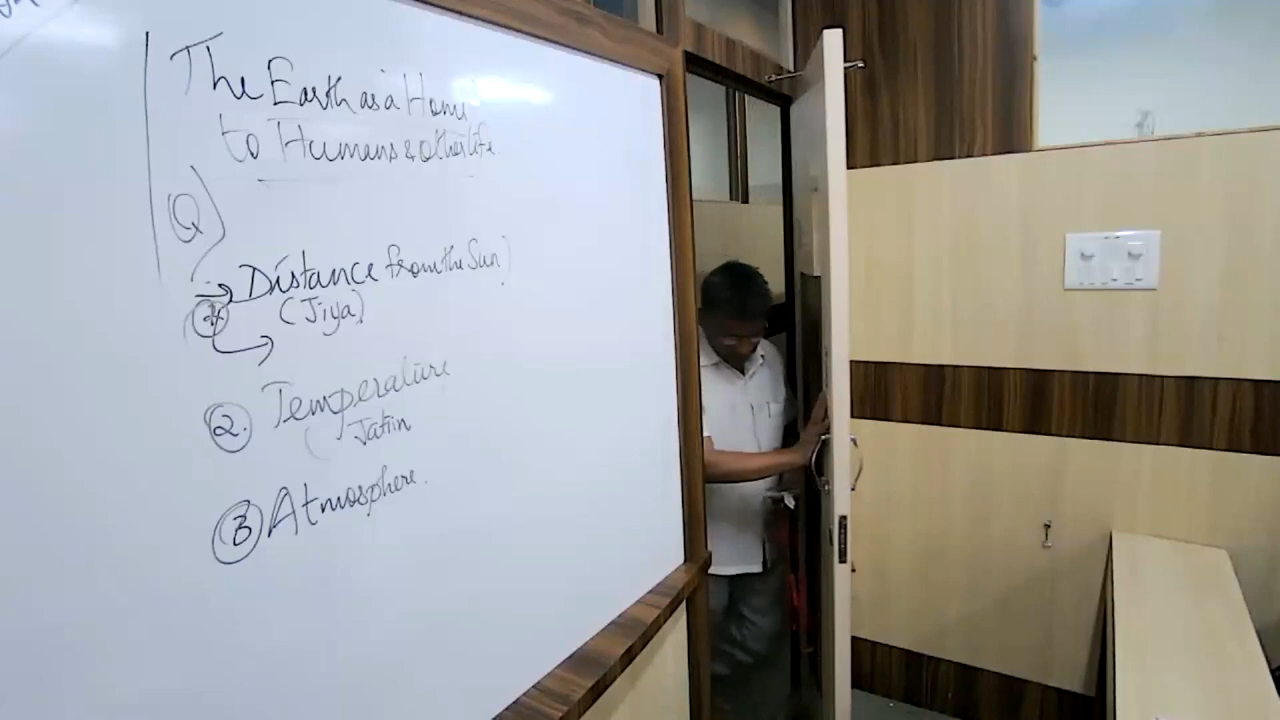 The Earth as a Home
to Humans & other life
Q)
→ Distance from the Sun)
(Jiya)
2. Temperature
( Jatin
3 Atmosphere.